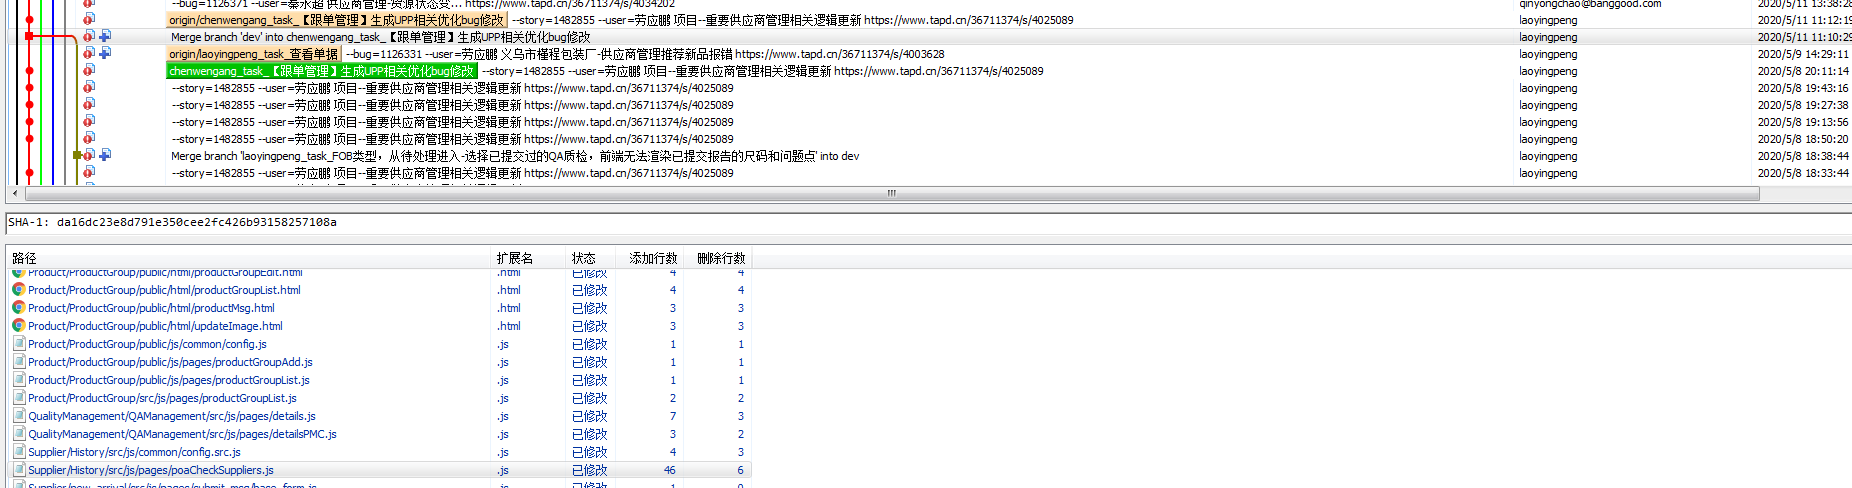 --bug=1126371 --user=秦永超 供应商管理-资源状态变... https://www.tapd.cn/36711374/s/4034202 qinyongchao@banggood.com 2020/5/11 13:38:28
origin/chenwengang_task_【跟单管理】生成UPP相关优化bug修改 --story=1482855 --user=劳应鹏 项目--重要供应商管理相关逻辑更新 https://www.tapd.cn/36711374/s/4025089 laoyingpeng 2020/5/11 11:12:19
Merge branch 'dev' into chenwengang_task_【跟单管理】生成UPP相关优化bug修改 laoyingpeng 2020/5/11 11:10:29
origin/laoyingpeng_task_查看单据 --bug=1126331 --user=劳应鹏 义乌市槿程包装厂-供应商管理推荐新品报错 https://www.tapd.cn/36711374/s/4003628 laoyingpeng 2020/5/9 14:29:11
chenwengang_task_【跟单管理】生成UPP相关优化bug修改 --story=1482855 --user=劳应鹏 项目--重要供应商管理相关逻辑更新 https://www.tapd.cn/36711374/s/4025089 laoyingpeng 2020/5/8 20:11:14
--story=1482855 --user=劳应鹏 项目--重要供应商管理相关逻辑更新 https://www.tapd.cn/36711374/s/4025089 laoyingpeng 2020/5/8 19:43:16
--story=1482855 --user=劳应鹏 项目--重要供应商管理相关逻辑更新 https://www.tapd.cn/36711374/s/4025089 laoyingpeng 2020/5/8 19:27:38
--story=1482855 --user=劳应鹏 项目--重要供应商管理相关逻辑更新 https://www.tapd.cn/36711374/s/4025089 laoyingpeng 2020/5/8 19:13:56
--story=1482855 --user=劳应鹏 项目--重要供应商管理相关逻辑更新 https://www.tapd.cn/36711374/s/4025089 laoyingpeng 2020/5/8 18:50:20
Merge branch 'laoyingpeng_task_FOB类型，从待处理进入-选择已提交过的QA质检，前端无法渲染已提交报告的尺码和问题点' into dev laoyingpeng 2020/5/8 18:38:44
--story=1482855 --user=劳应鹏 项目--重要供应商管理相关逻辑更新 https://www.tapd.cn/36711374/s/4025089 laoyingpeng 2020/5/8 18:33:44
SHA-1: da16dc23e8d791e350cee2fc426b93158257108a
路径 扩展名 状态 添加行数 删除行数
Product/ProductGroup/public/html/productGroupEdit.html .html 已修改 4 4
Product/ProductGroup/public/html/productGroupList.html .html 已修改 4 4
Product/ProductGroup/public/html/productMsg.html .html 已修改 3 3
Product/ProductGroup/public/html/updateImage.html .html 已修改 3 3
Product/ProductGroup/public/js/common/config.js .js 已修改 1 1
Product/ProductGroup/public/js/pages/productGroupAdd.js .js 已修改 1 1
Product/ProductGroup/public/js/pages/productGroupList.js .js 已修改 1 1
Product/ProductGroup/src/js/pages/productGroupList.js .js 已修改 2 2
QualityManagement/QAManagement/src/js/pages/details.js .js 已修改 7 3
QualityManagement/QAManagement/src/js/pages/detailsPMC.js .js 已修改 3 2
Supplier/History/src/js/common/config.src.js .js 已修改 4 3
Supplier/History/src/js/pages/poaCheckSuppliers.js .js 已修改 46 6
Supplier/new_arrival/src/js/pages/submit_msg/base_form.js .js 已修改 1 0